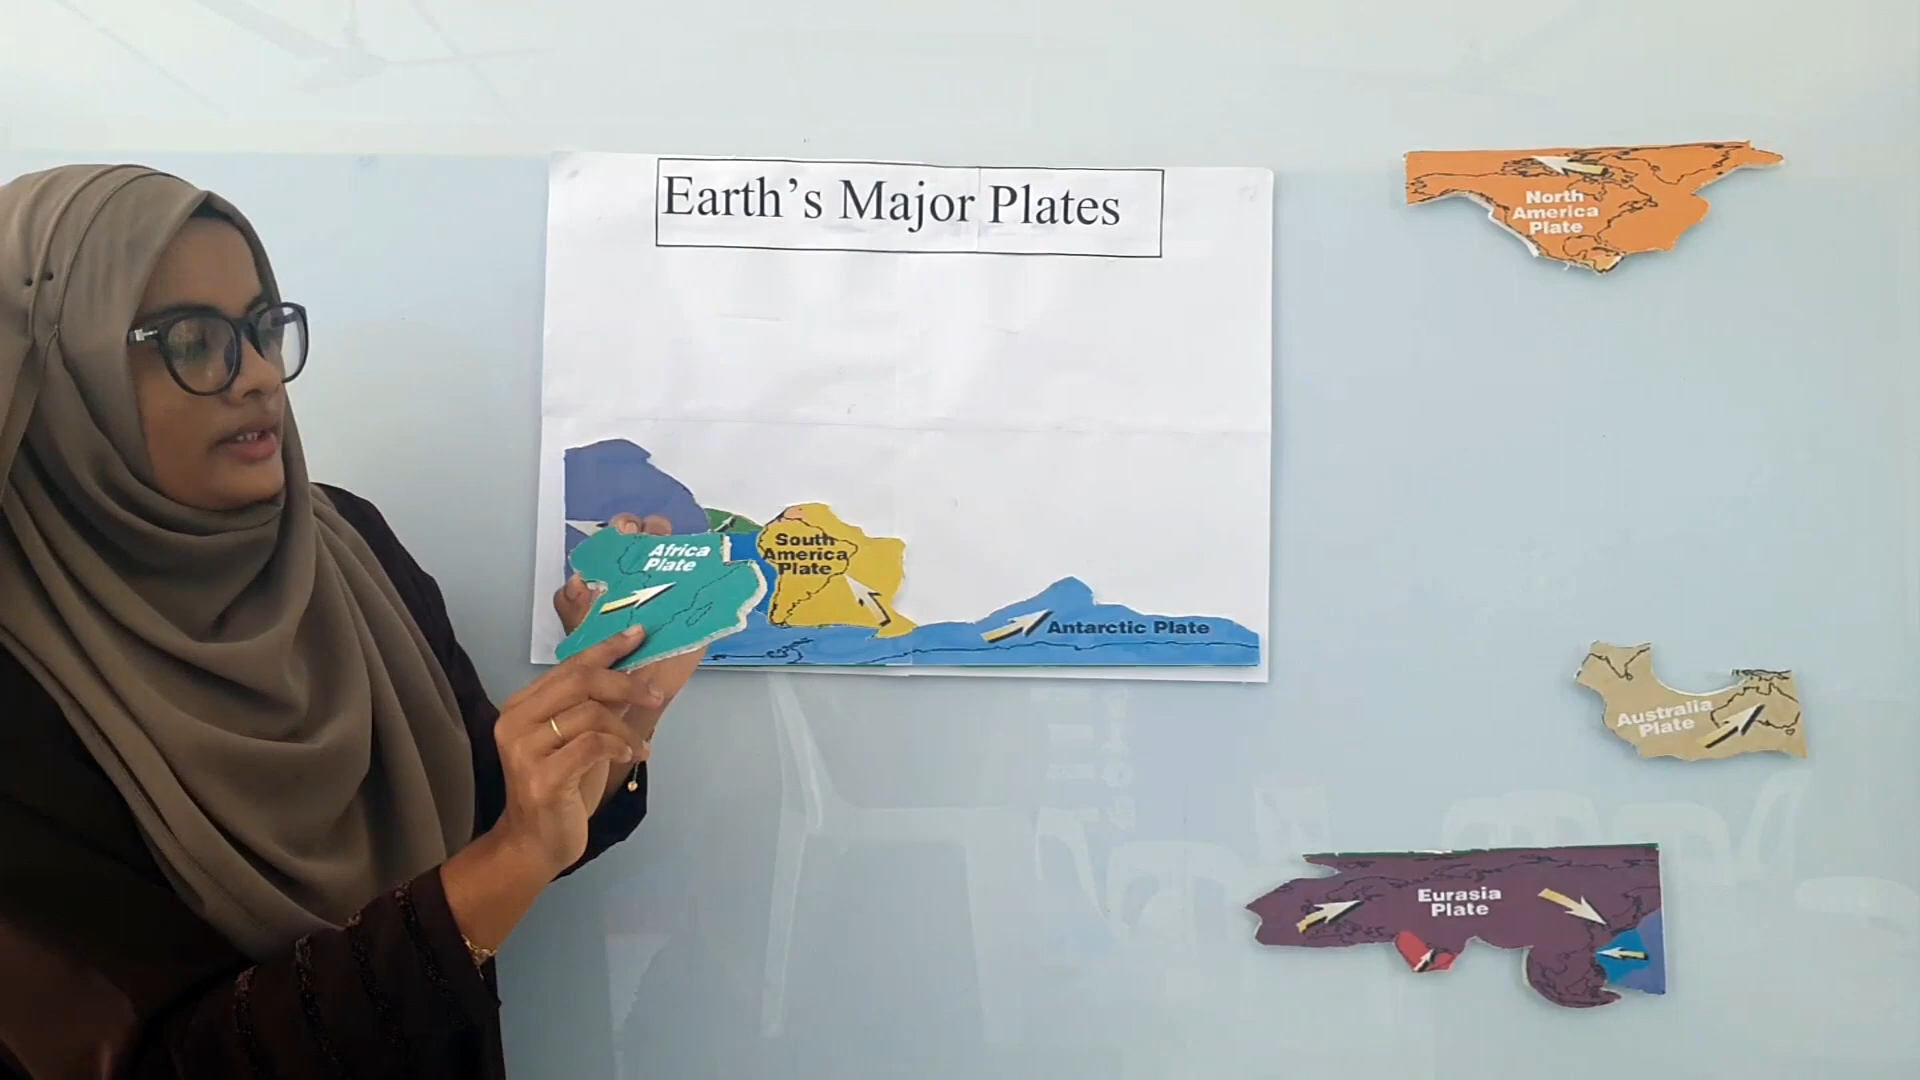 Earth's Major Plates
North
America
Plate
Africa
Plate
South
America
Plate
Antarctic Plate
Australia
Plate
Eurasia
Plate